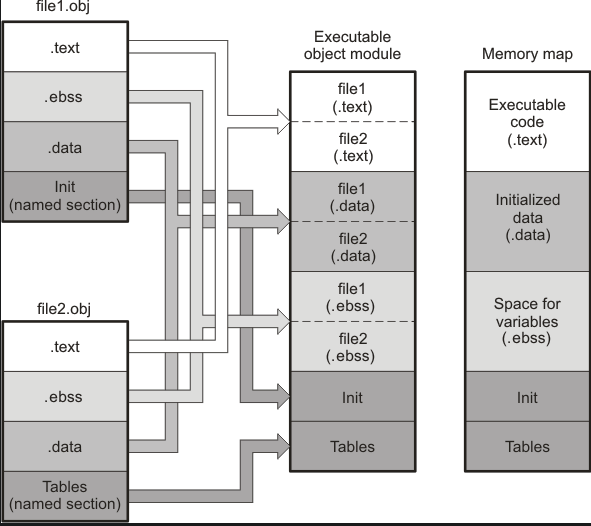 file1.obj
.text
.ebss
.data
Init
(named section)
file2.obj
.text
.ebss
.data
Tables
(named section)
Executable
object module
file1
(.text)
file2
(.text)
file1
(.data)
file2
(.data)
file1
(.ebss)
file2
(.ebss)
Init
Tables
Memory map
Executable
code
(.text)
Initialized
data
(.data)
Space for
variables
(.ebss)
Init
Tables